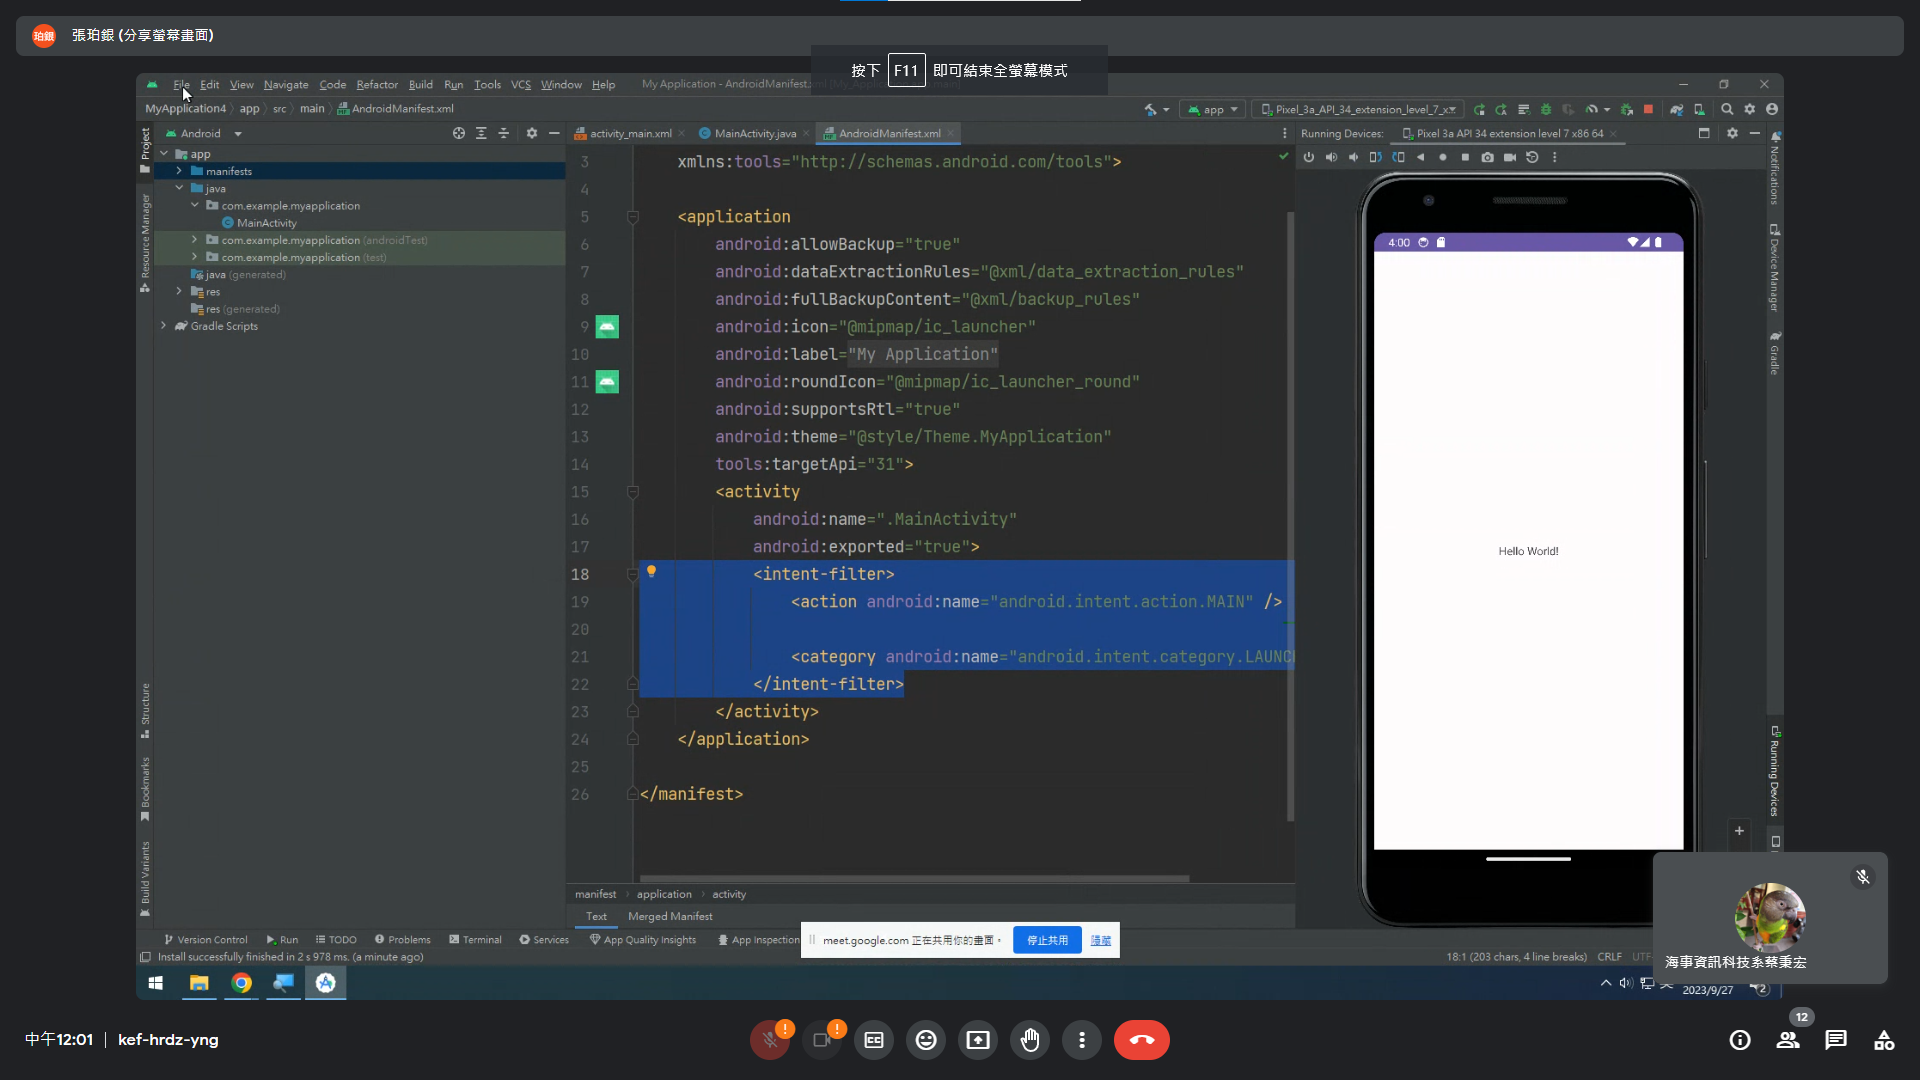 珀銀 張珀銀 (分享螢幕畫面)
按下 F11 即可結束全螢幕模式
File Edit View Navigate Code Refactor Build Run Tools VCS Window Help My Application - AndroidManifest.xml
MyApplication4 app src main AndroidManifest.xml
app Pixel_3a_API_34_extension_level_7_x
Android
activity_main.xml MainActivity.java AndroidManifest.xml
Running Devices: Pixel 3a API 34 extension level 7 x86 64
Project
Resource Manager
Structure
Bookmarks
Build Variants
app
manifests
java
com.example.myapplication
MainActivity
com.example.myapplication (androidTest)
com.example.myapplication (test)
java (generated)
res
res (generated)
Gradle Scripts
3 xmlns:tools="http://schemas.android.com/tools">
4
5 <application
6 android:allowBackup="true"
7 android:dataExtractionRules="@xml/data_extraction_rules"
8 android:fullBackupContent="@xml/backup_rules"
9 android:icon="@mipmap/ic_launcher"
10 android:label="My Application"
11 android:roundIcon="@mipmap/ic_launcher_round"
12 android:supportsRtl="true"
13 android:theme="@style/Theme.MyApplication"
14 tools:targetApi="31">
15 <activity
16 android:name=".MainActivity"
17 android:exported="true">
18 <intent-filter>
19 <action android:name="android.intent.action.MAIN" />
20
21 <category android:name="android.intent.category.LAUNC
22 </intent-filter>
23 </activity>
24 </application>
25
26 </manifest>
manifest application activity
Text Merged Manifest
4:00
Hello World!
Notifications
Device Manager
Gradle
Running Devices
Version Control Run TODO Problems Terminal Services App Quality Insights App Inspection
Install successfully finished in 2 s 978 ms. (a minute ago)
18:1 (203 chars, 4 line breaks) CRLF UTF-
meet.google.com 正在共用你的畫面。 停止共用 隱藏
2023/9/27 2
海事資訊科技系蔡秉宏
中午12:01 kef-hrdz-yng
CC
12